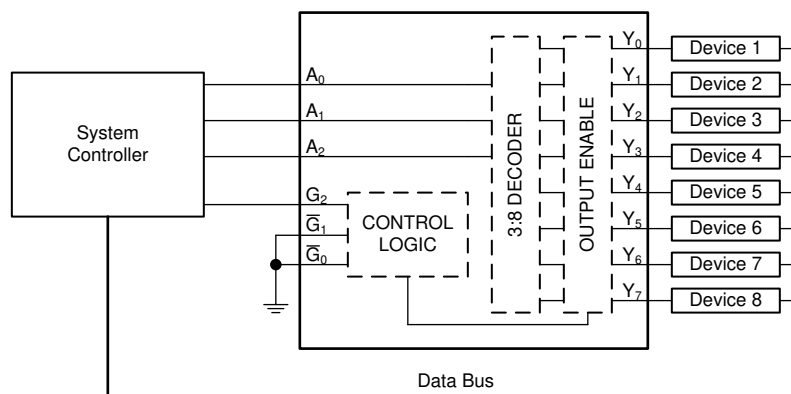 System
Controller
A₀
A₁
A₂
G₂
G̅₁
G̅₀
CONTROL
LOGIC
3:8 DECODER
OUTPUT ENABLE
Y₀
Y₁
Y₂
Y₃
Y₄
Y₅
Y₆
Y₇
Device 1
Device 2
Device 3
Device 4
Device 5
Device 6
Device 7
Device 8
Data Bus